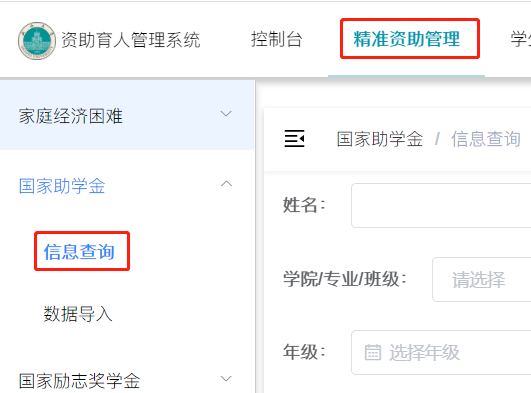 资助育人管理系统 控制台 精准资助管理 学
家庭经济困难
国家助学金 / 信息查询
国家助学金
姓名:
信息查询
学院/专业/班级: 请选择
数据导入
年级: 选择年级
国家励志奖学金